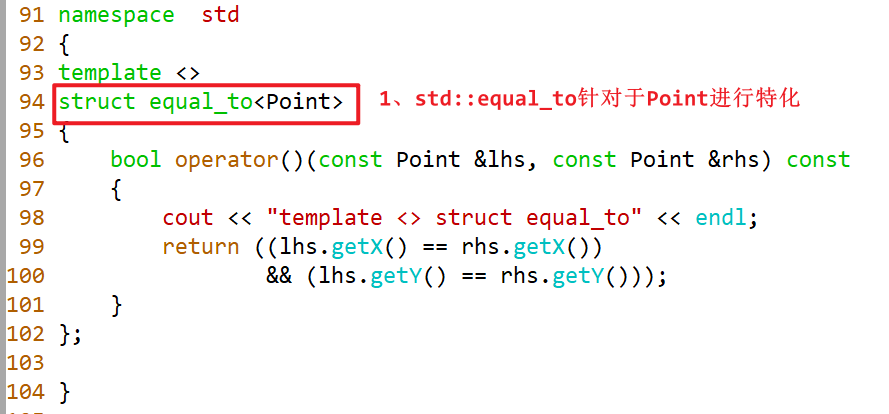 91 namespace  std
92 {
93 template <>
94 struct equal_to<Point> 1、std::equal_to针对于Point进行特化
95 {
96     bool operator()(const Point &lhs, const Point &rhs) const
97     {
98         cout << "template <> struct equal_to" << endl;
99         return ((lhs.getX() == rhs.getX())
100                 && (lhs.getY() == rhs.getY()));
101     }
102 };
103
104 }